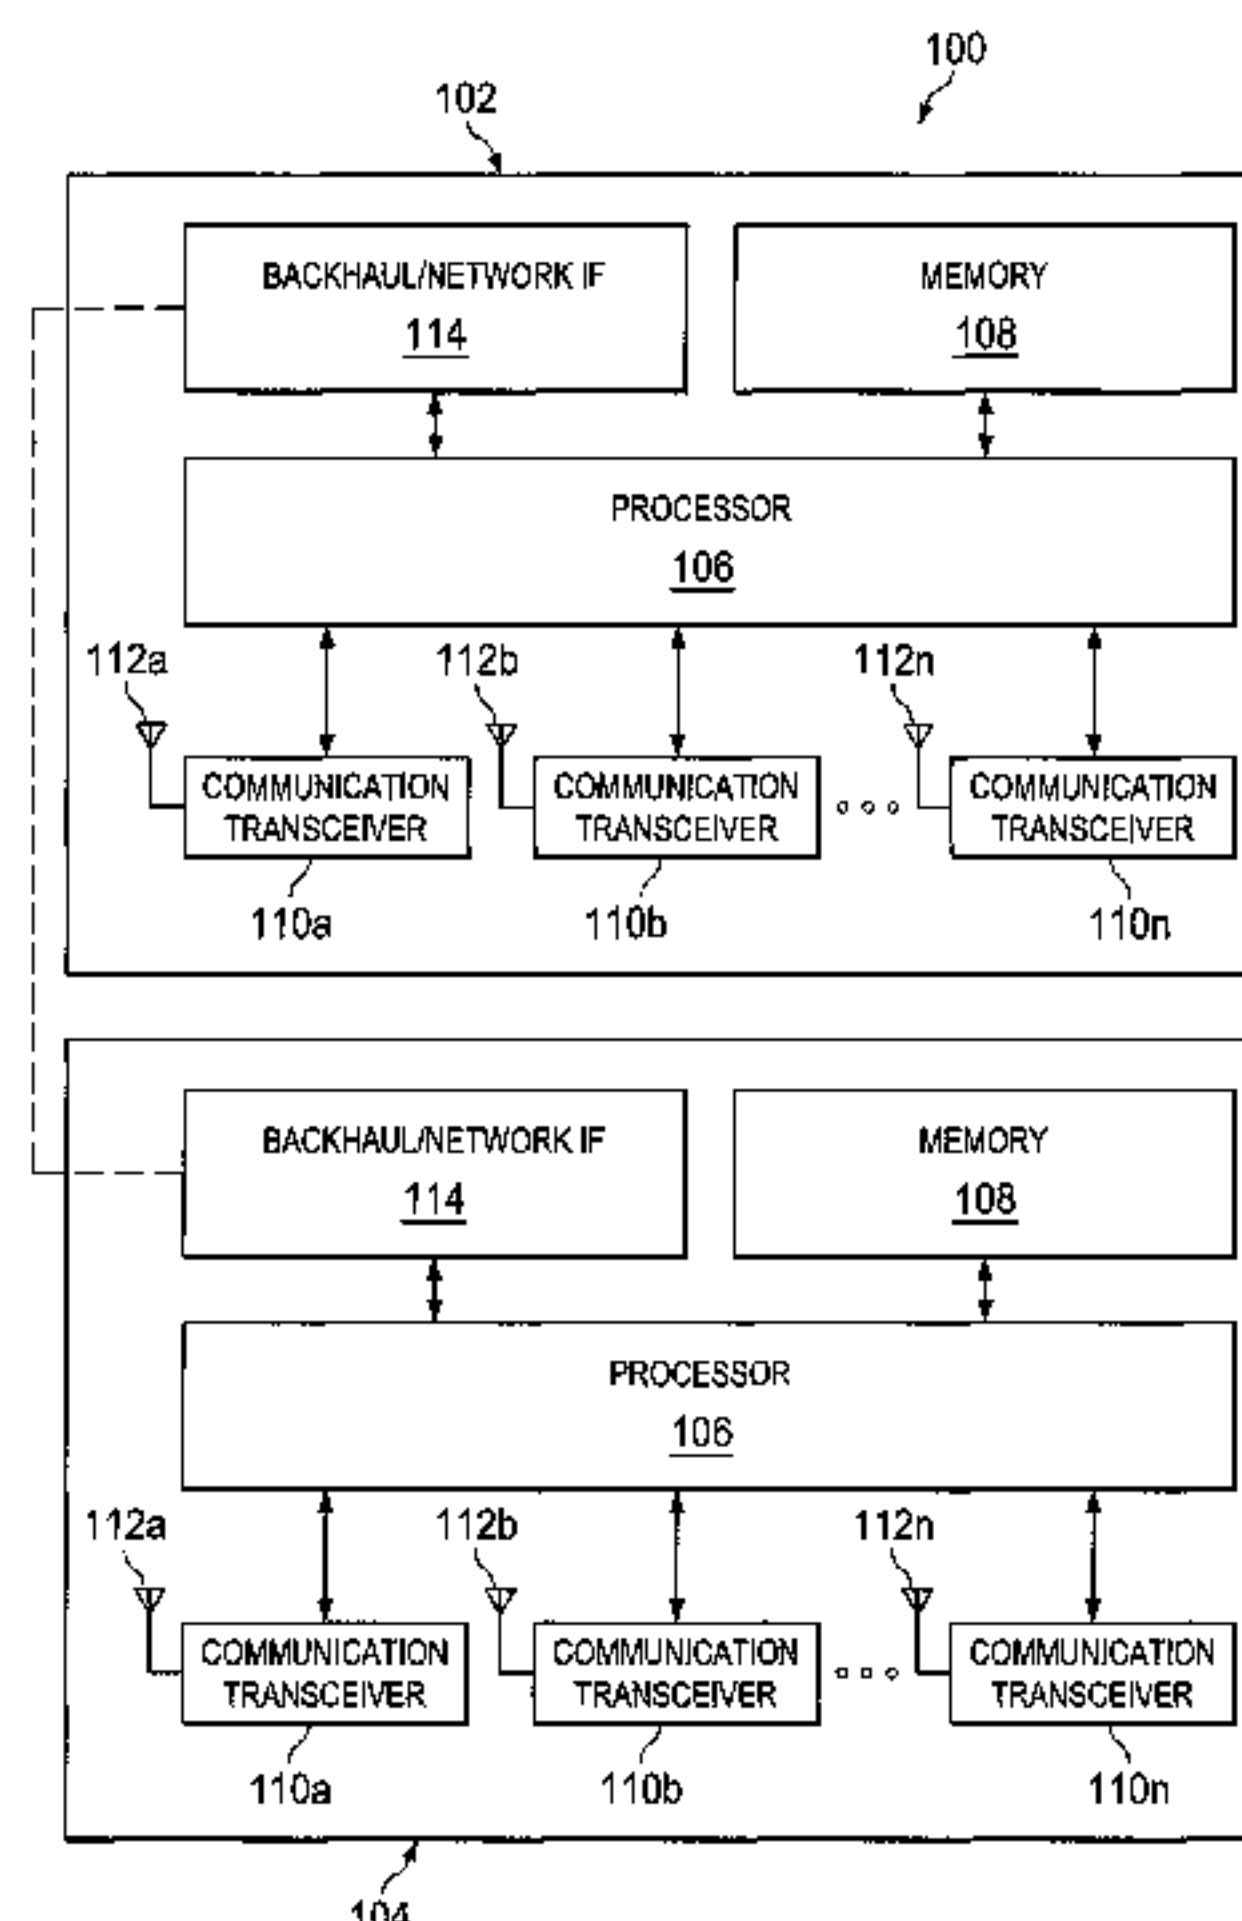 100
102
BACKHAUL/NETWORK IF
114
MEMORY
108
PROCESSOR
106
112a
112b
112n
COMMUNICATION
TRANSCEIVER
COMMUNICATION
TRANSCEIVER
COMMUNICATION
TRANSCEIVER
110a
110b
110n
BACKHAUL/NETWORK IF
114
MEMORY
108
PROCESSOR
106
112a
112b
112n
COMMUNICATION
TRANSCEIVER
COMMUNICATION
TRANSCEIVER
COMMUNICATION
TRANSCEIVER
110a
110b
110n
104